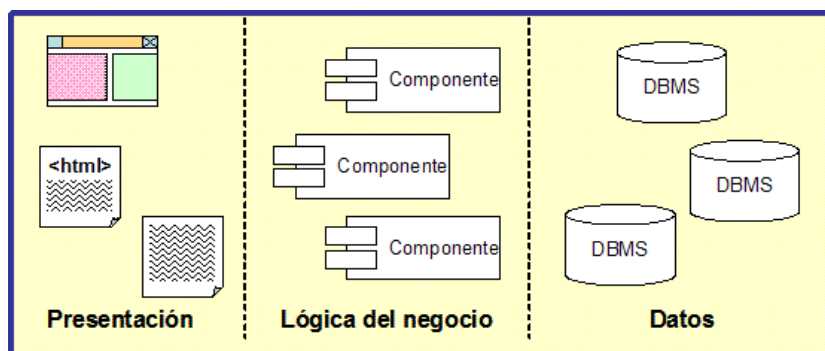 <html>
Presentación
Componente
Componente
Componente
Lógica del negocio
DBMS
DBMS
DBMS
Datos